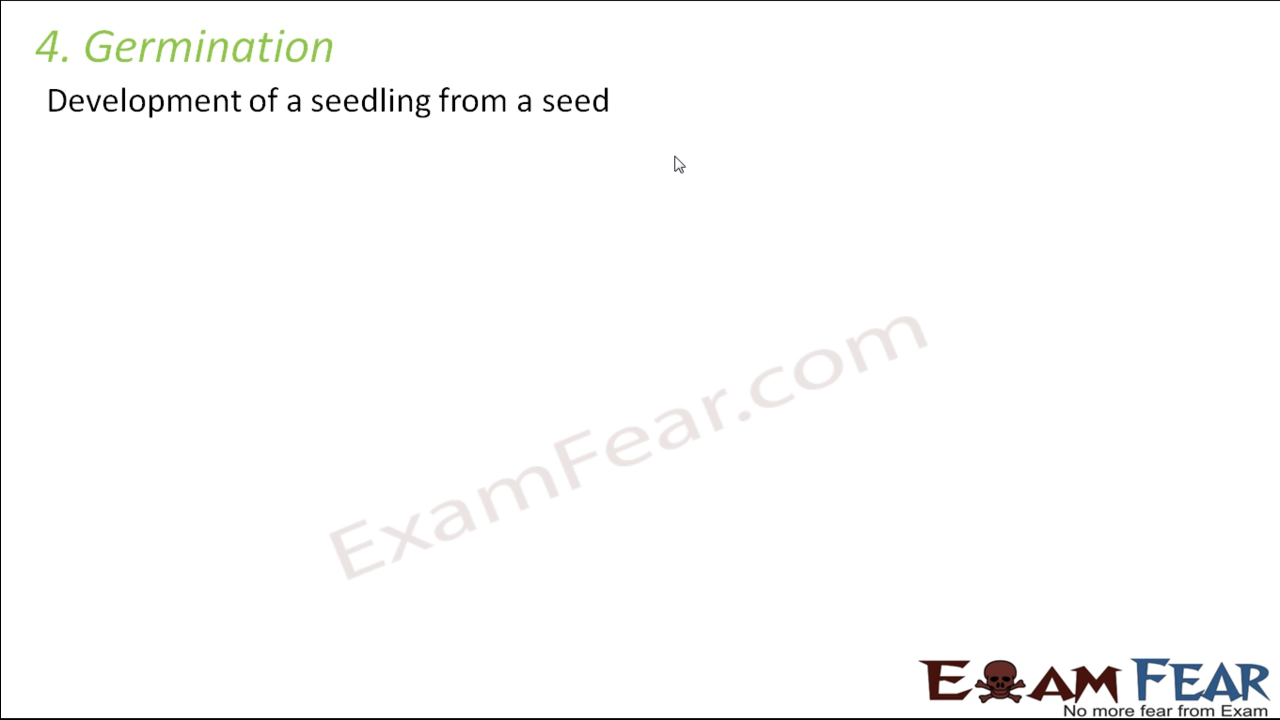 4. Germination
Development of a seedling from a seed
ExamFear.com
EXAM FEAR
No more fear from Exam